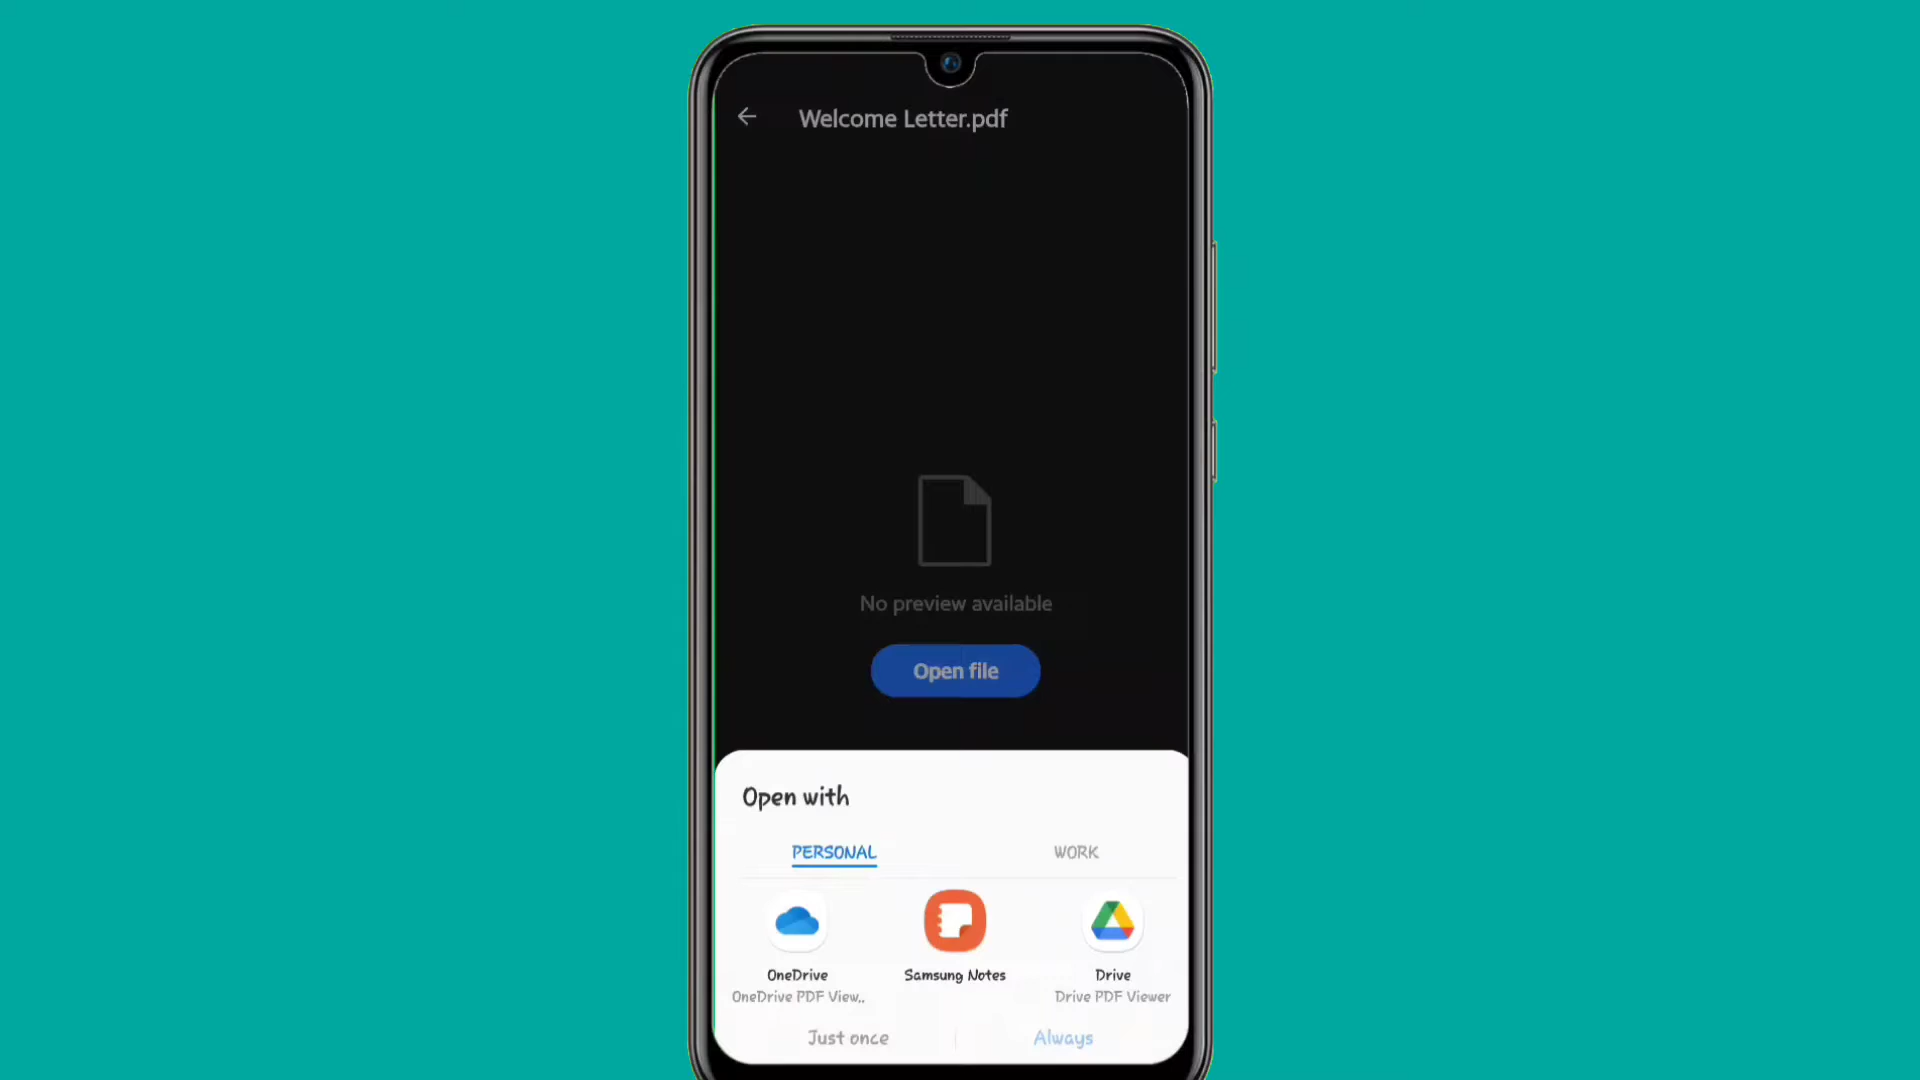 Welcome Letter.pdf
No preview available
Open file
Open with
PERSONAL WORK
OneDrive Samsung Notes Drive
OneDrive PDF View.. Drive PDF Viewer
Just once Always